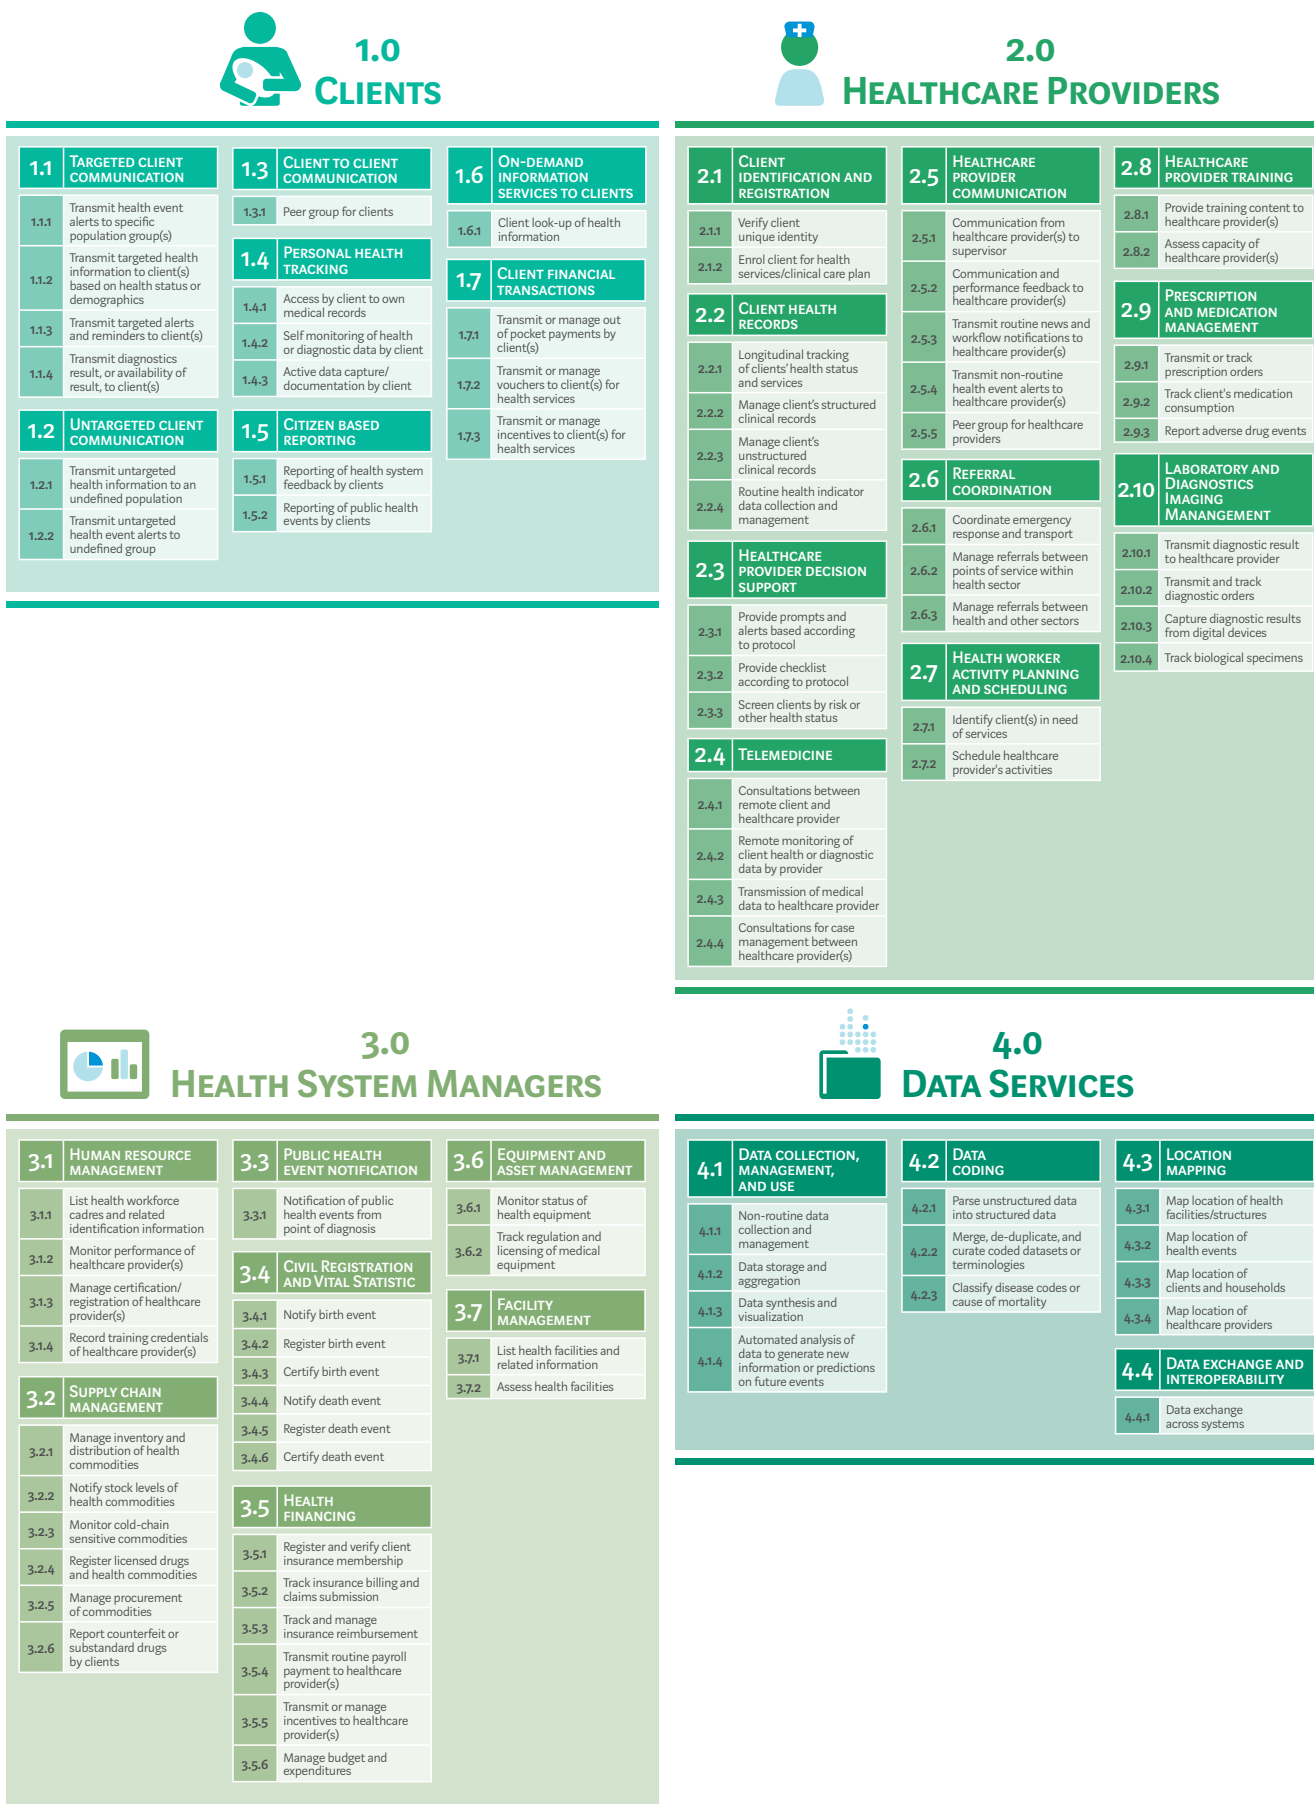 1.0
CLIENTS
1.1
TARGETED CLIENT
COMMUNICATION
1.1.1
Transmit health event
alerts to specific
population group(s)
1.1.2
Transmit targeted health
information to client(s)
based on health status or
demographics
1.1.3
Transmit targeted alerts
and reminders to client(s)
1.1.4
Transmit diagnostics
result, or availability of
result, to client(s)
1.2
UNTARGETED CLIENT
COMMUNICATION
1.2.1
Transmit untargeted
health information to an
undefined population
1.2.2
Transmit untargeted
health event alerts to
undefined group
1.3
CLIENT TO CLIENT
COMMUNICATION
1.3.1
Peer group for clients
1.4
PERSONAL HEALTH
TRACKING
1.4.1
Access by client to own
medical records
1.4.2
Self monitoring of health
or diagnostic data by client
1.4.3
Active data capture/
documentation by client
1.5
CITIZEN BASED
REPORTING
1.5.1
Reporting of health system
feedback by clients
1.5.2
Reporting of public health
events by clients
1.6
ON-DEMAND
INFORMATION
SERVICES TO CLIENTS
1.6.1
Client look-up of health
information
1.7
CLIENT FINANCIAL
TRANSACTIONS
1.7.1
Transmit or manage out
of pocket payments by
client(s)
1.7.2
Transmit or manage
vouchers to client(s) for
health services
1.7.3
Transmit or manage
incentives to client(s) for
health services
2.0
HEALTHCARE PROVIDERS
2.1
CLIENT
IDENTIFICATION AND
REGISTRATION
2.1.1
Verify client
unique identity
2.1.2
Enrol client for health
services/clinical care plan
2.2
CLIENT HEALTH
RECORDS
2.2.1
Longitudinal tracking
of clients' health status
and services
2.2.2
Manage client's structured
clinical records
2.2.3
Manage client's
unstructured
clinical records
2.2.4
Routine health indicator
data collection and
management
2.3
HEALTHCARE
PROVIDER DECISION
SUPPORT
2.3.1
Provide prompts and
alerts based according
to protocol
2.3.2
Provide checklist
according to protocol
2.3.3
Screen clients by risk or
other health status
2.4
TELEMEDICINE
2.4.1
Consultations between
remote client and
healthcare provider
2.4.2
Remote monitoring of
client health or diagnostic
data by provider
2.4.3
Transmission of medical
data to healthcare provider
2.4.4
Consultations for case
management between
healthcare provider(s)
2.5
HEALTHCARE
PROVIDER
COMMUNICATION
2.5.1
Communication from
healthcare provider(s) to
supervisor
2.5.2
Communication and
performance feedback to
healthcare provider(s)
2.5.3
Transmit routine news and
workflow notifications to
healthcare provider(s)
2.5.4
Transmit non-routine
health event alerts to
healthcare provider(s)
2.5.5
Peer group for healthcare
providers
2.6
REFERRAL
COORDINATION
2.6.1
Coordinate emergency
response and transport
2.6.2
Manage referrals between
points of service within
health sector
2.6.3
Manage referrals between
health and other sectors
2.7
HEALTH WORKER
ACTIVITY PLANNING
AND SCHEDULING
2.7.1
Identify client(s) in need
of services
2.7.2
Schedule healthcare
provider's activities
2.8
HEALTHCARE
PROVIDER TRAINING
2.8.1
Provide training content to
healthcare provider(s)
2.8.2
Assess capacity of
healthcare provider(s)
2.9
PRESCRIPTION
AND MEDICATION
MANAGEMENT
2.9.1
Transmit or track
prescription orders
2.9.2
Track client's medication
consumption
2.9.3
Report adverse drug events
2.10
LABORATORY AND
DIAGNOSTICS
IMAGING
MANANGEMENT
2.10.1
Transmit diagnostic result
to healthcare provider
2.10.2
Transmit and track
diagnostic orders
2.10.3
Capture diagnostic results
from digital devices
2.10.4
Track biological specimens
3.0
HEALTH SYSTEM MANAGERS
3.1
HUMAN RESOURCE
MANAGEMENT
3.1.1
List health workforce
cadres and related
identification information
3.1.2
Monitor performance of
healthcare provider(s)
3.1.3
Manage certification/
registration of healthcare
provider(s)
3.1.4
Record training credentials
of healthcare provider(s)
3.2
SUPPLY CHAIN
MANAGEMENT
3.2.1
Manage inventory and
distribution of health
commodities
3.2.2
Notify stock levels of
health commodities
3.2.3
Monitor cold-chain
sensitive commodities
3.2.4
Register licensed drugs
and health commodities
3.2.5
Manage procurement
of commodities
3.2.6
Report counterfeit or
substandard drugs
by clients
3.3
PUBLIC HEALTH
EVENT NOTIFICATION
3.3.1
Notification of public
health events from
point of diagnosis
3.4
CIVIL REGISTRATION
AND VITAL STATISTIC
3.4.1
Notify birth event
3.4.2
Register birth event
3.4.3
Certify birth event
3.4.4
Notify death event
3.4.5
Register death event
3.4.6
Certify death event
3.5
HEALTH
FINANCING
3.5.1
Register and verify client
insurance membership
3.5.2
Track insurance billing and
claims submission
3.5.3
Track and manage
insurance reimbursement
3.5.4
Transmit routine payroll
payment to healthcare
provider(s)
3.5.5
Transmit or manage
incentives to healthcare
provider(s)
3.5.6
Manage budget and
expenditures
3.6
EQUIPMENT AND
ASSET MANAGEMENT
3.6.1
Monitor status of
health equipment
3.6.2
Track regulation and
licensing of medical
equipment
3.7
FACILITY
MANAGEMENT
3.7.1
List health facilities and
related information
3.7.2
Assess health facilities
4.0
DATA SERVICES
4.1
DATA COLLECTION,
MANAGEMENT,
AND USE
4.1.1
Non-routine data
collection and
management
4.1.2
Data storage and
aggregation
4.1.3
Data synthesis and
visualization
4.1.4
Automated analysis of
data to generate new
information or predictions
on future events
4.2
DATA
CODING
4.2.1
Parse unstructured data
into structured data
4.2.2
Merge, de-duplicate, and
curate coded datasets or
terminologies
4.2.3
Classify disease codes or
cause of mortality
4.3
LOCATION
MAPPING
4.3.1
Map location of health
facilities/structures
4.3.2
Map location of
health events
4.3.3
Map location of
clients and households
4.3.4
Map location of
healthcare providers
4.4
DATA EXCHANGE AND
INTEROPERABILITY
4.4.1
Data exchange
across systems